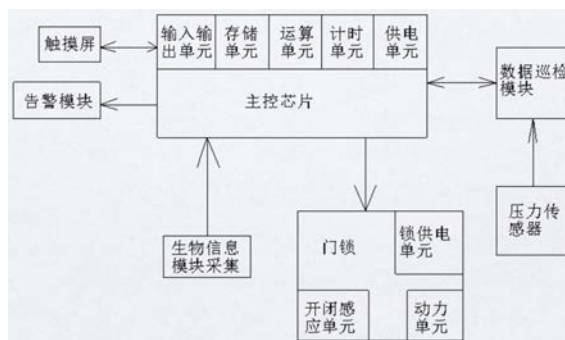 触摸屏
告警模块
输入输出单元
存储单元
运算单元
计时单元
供电单元
主控芯片
数据巡检模块
压力传感器
生物信息模块采集
门锁
锁供电单元
开闭感应单元
动力单元